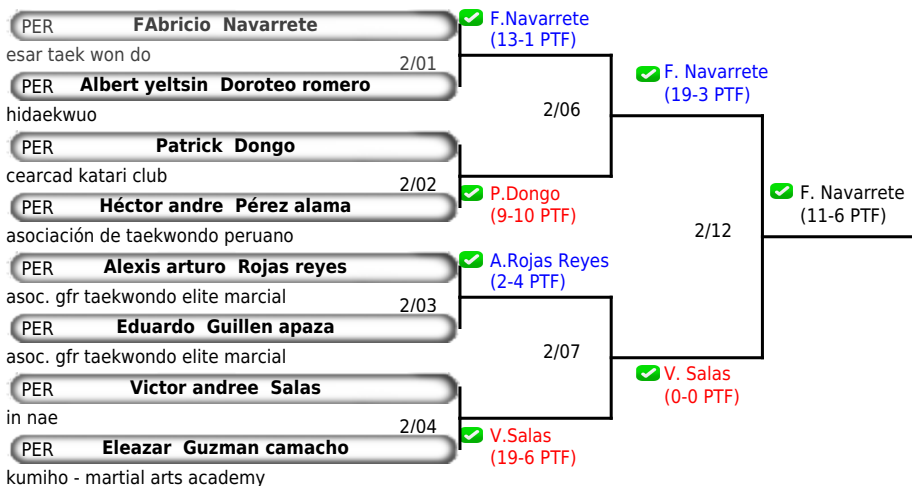 PER FAbricio Navarrete
esar taek won do
2/01
PER Albert yeltsin Doroteo romero
hidaekwuo
PER Patrick Dongo
cearcad katari club
2/02
PER Héctor andre Pérez alama
asociación de taekwondo peruano
PER Alexis arturo Rojas reyes
asoc. gfr taekwondo elite marcial
2/03
PER Eduardo Guillen apaza
asoc. gfr taekwondo elite marcial
PER Victor andree Salas
in nae
2/04
PER Eleazar Guzman camacho
kumiho - martial arts academy
F.Navarrete
(13-1 PTF)
2/06
P.Dongo
(9-10 PTF)
A.Rojas Reyes
(2-4 PTF)
2/07
V.Salas
(19-6 PTF)
F. Navarrete
(19-3 PTF)
2/12
V. Salas
(0-0 PTF)
F. Navarrete
(11-6 PTF)